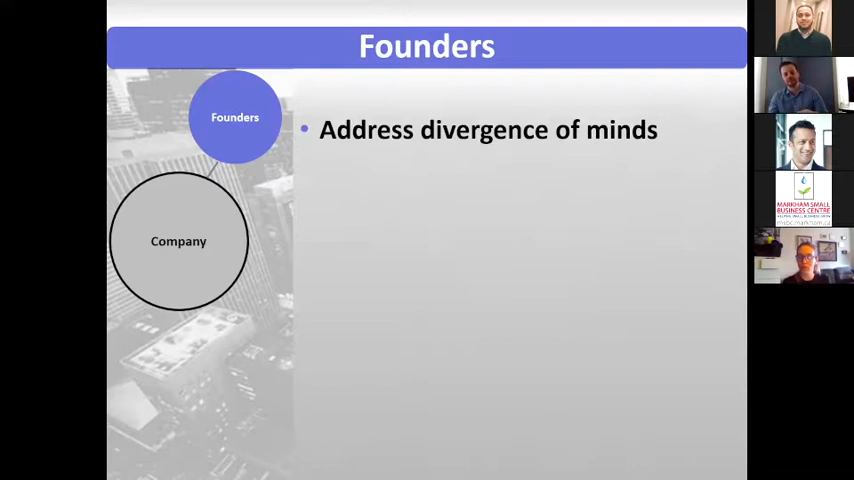 Founders
Founders
Address divergence of minds
Company
MARKHAM SMALL
BUSINESS CENTRE